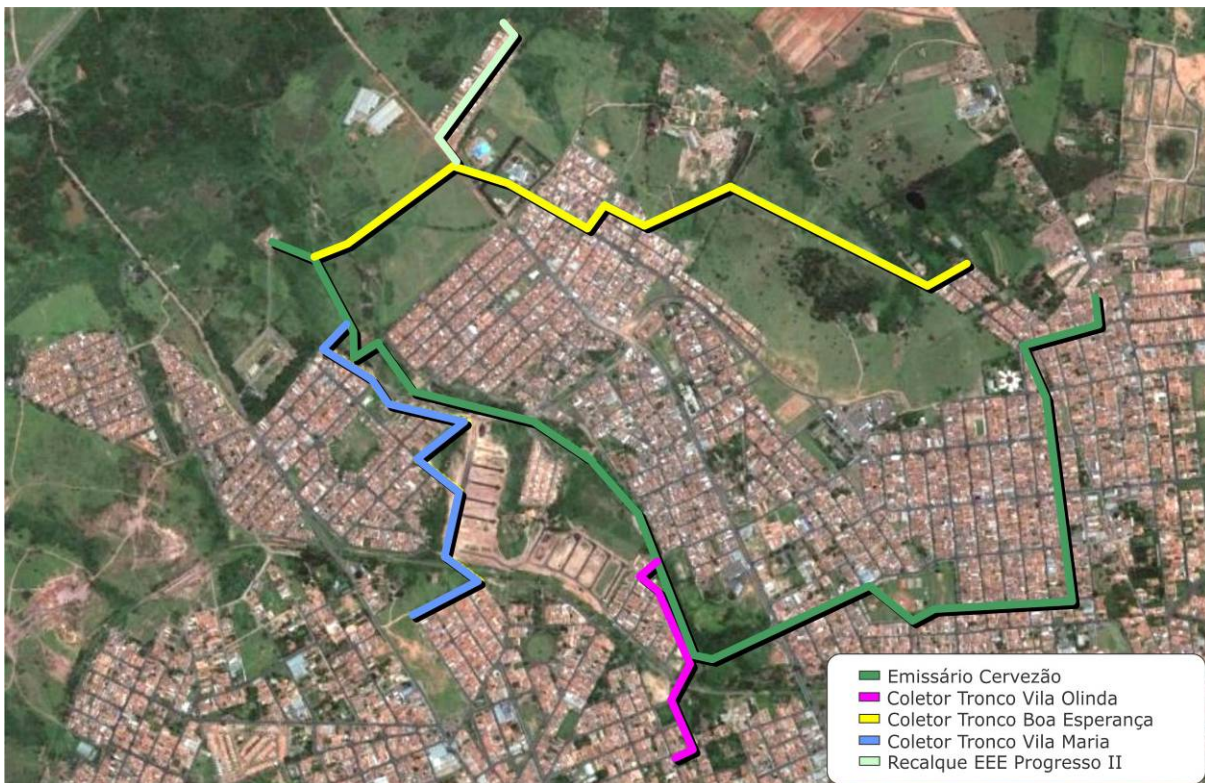 Emissário Cervezão
Coletor Tronco Vila Olinda
Coletor Tronco Boa Esperança
Coletor Tronco Vila Maria
Recalque EEE Progresso II